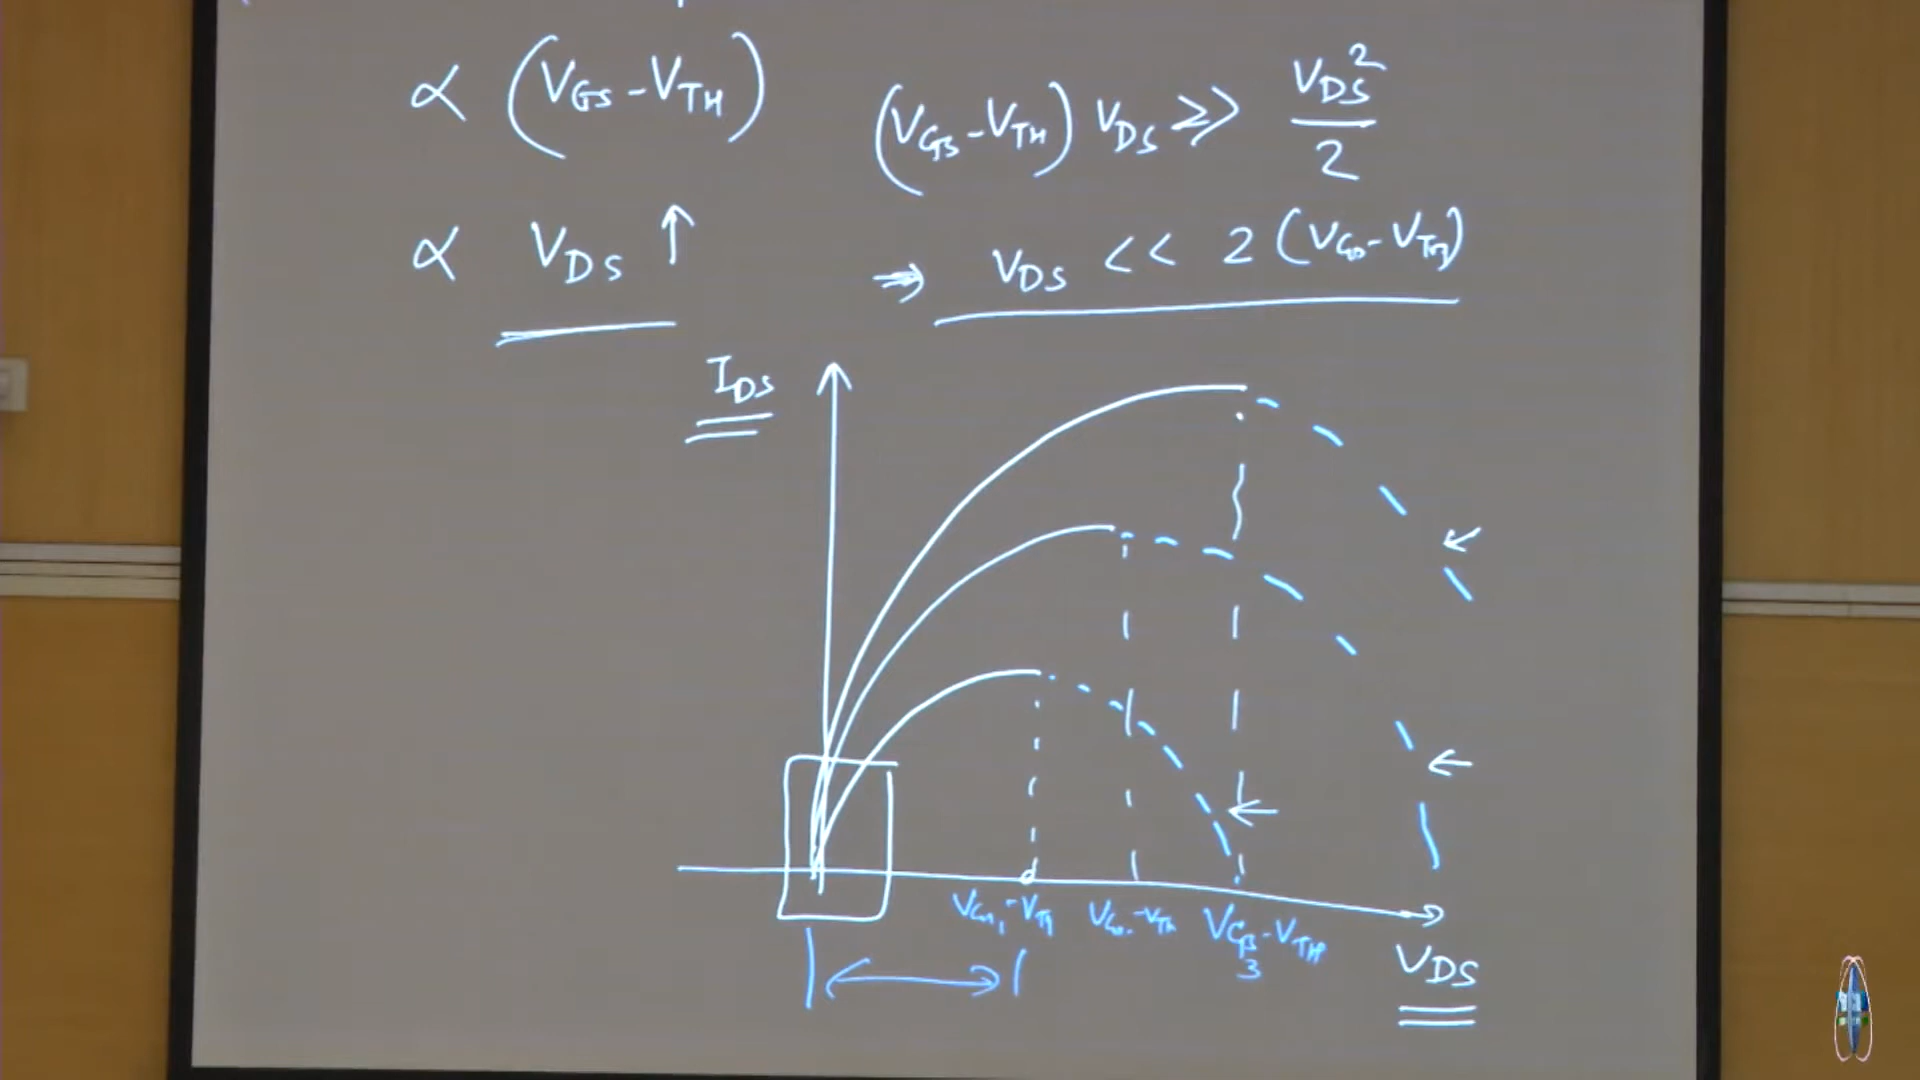 ∝ (VGS - VTH)
(VGS - VTH) VDS >> VDS²/2
∝ VDS ↑
⇒ VDS << 2 (VGS - VTH)
IDS
VGS1 - VTH VGS2 - VTH VGS3 - VTH
VDS